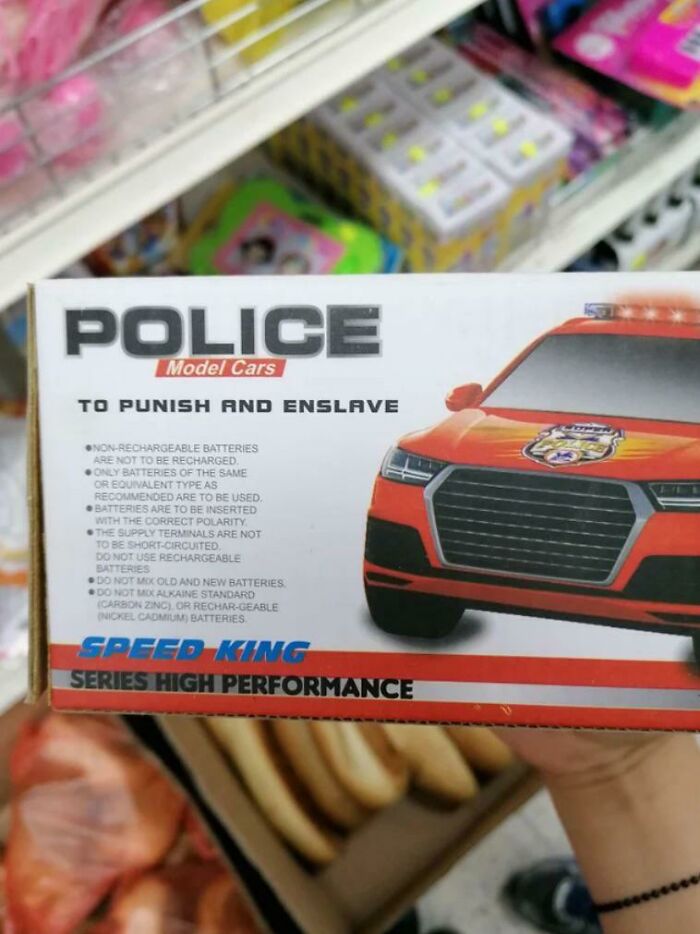 POLICE
Model Cars
TO PUNISH AND ENSLAVE
●NON-RECHARGEABLE BATTERIES
ARE NOT TO BE RECHARGED.
●ONLY BATTERIES OF THE SAME
OR EQUIVALENT TYPE AS
RECOMMENDED ARE TO BE USED.
●BATTERIES ARE TO BE INSERTED
WITH THE CORRECT POLARITY.
●THE SUPPLY TERMINALS ARE NOT
TO BE SHORT-CIRCUITED.
DO NOT USE RECHARGEABLE
BATTERIES
●DO NOT MIX OLD AND NEW BATTERIES.
●DO NOT MIX ALKAINE STANDARD
(CARBON ZINC), OR RECHAR-GEABLE
(NICKEL CADMIUM) BATTERIES.
SPEED KING
SERIES HIGH PERFORMANCE
POLICE